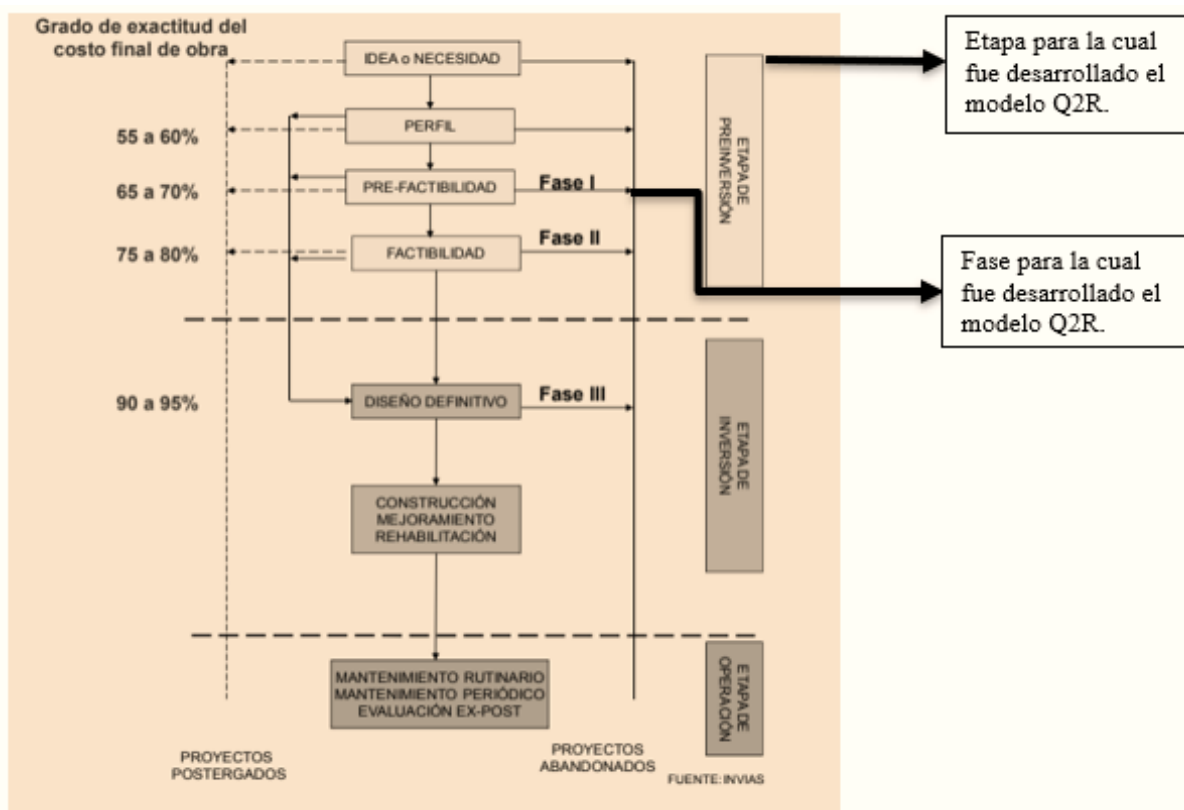 Grado de exactitud del
costo final de obra
IDEA o NECESIDAD
PERFIL
55 a 60%
PRE-FACTIBILIDAD
Fase I
65 a 70%
FACTIBILIDAD
Fase II
75 a 80%
ETAPA DE
PREINVERSIÓN
Etapa para la cual
fue desarrollado el
modelo Q2R.
Fase para la cual
fue desarrollado el
modelo Q2R.
DISEÑO DEFINITIVO
Fase III
90 a 95%
CONSTRUCCIÓN
MEJORAMIENTO
REHABILITACIÓN
ETAPA DE
INVERSIÓN
MANTENIMIENTO RUTINARIO
MANTENIMIENTO PERIÓDICO
EVALUACIÓN EX-POST
ETAPA DE
OPERACIÓN
PROYECTOS
POSTERGADOS
PROYECTOS
ABANDONADOS
FUENTE: INVIAS